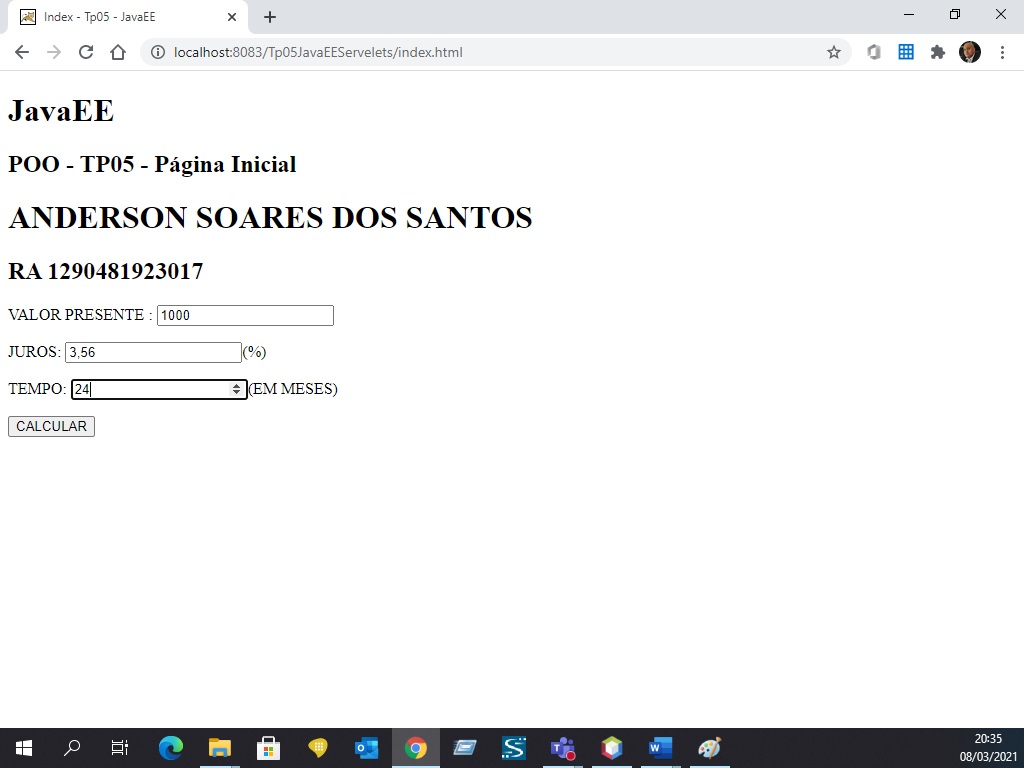 Index - Tp05 - JavaEE
localhost:8083/Tp05JavaEEServelets/index.html
JavaEE
POO - TP05 - Página Inicial
ANDERSON SOARES DOS SANTOS
RA 1290481923017
VALOR PRESENTE : 1000
JUROS: 3,56 (%)
TEMPO: 24 (EM MESES)
CALCULAR
20:35
08/03/2021